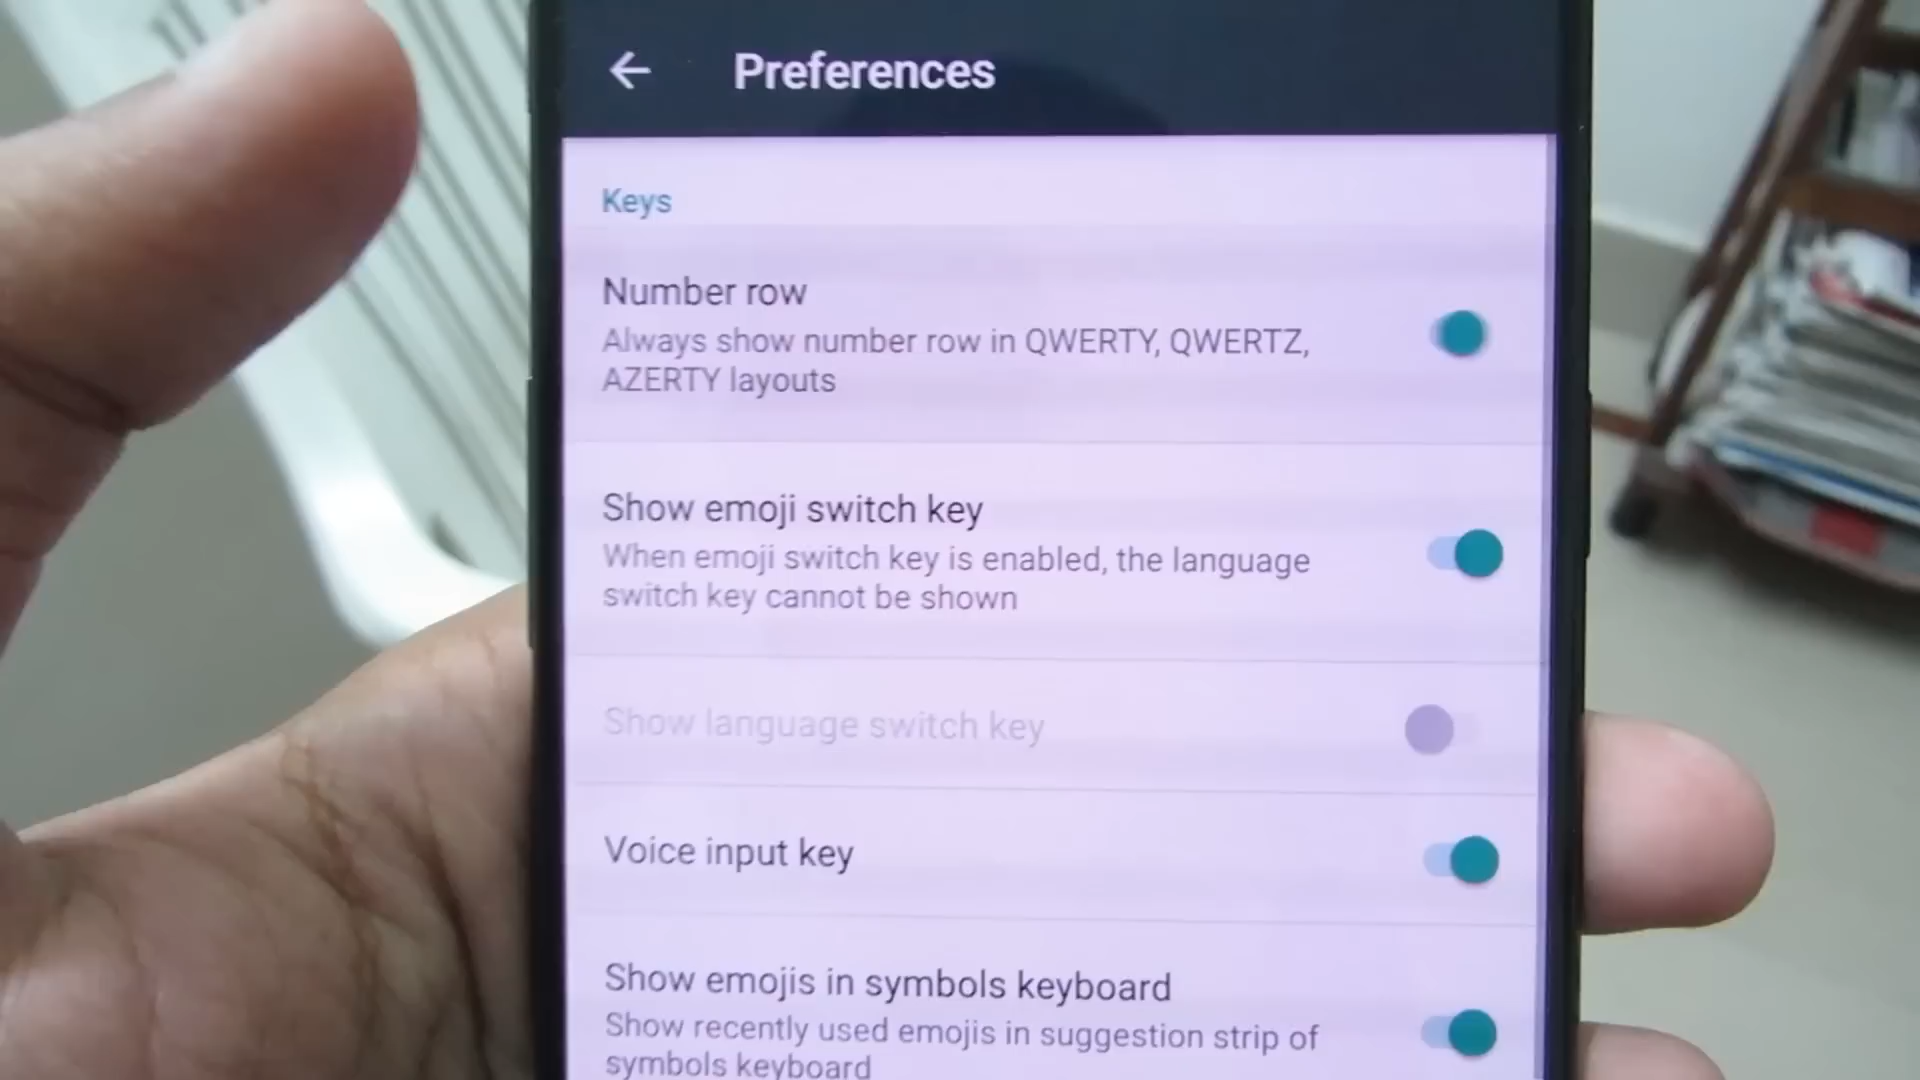 Preferences
Keys
Number row
Always show number row in QWERTY, QWERTZ,
AZERTY layouts
Show emoji switch key
When emoji switch key is enabled, the language
switch key cannot be shown
Show language switch key
Voice input key
Show emojis in symbols keyboard
Show recently used emojis in suggestion strip of
symbols keyboard